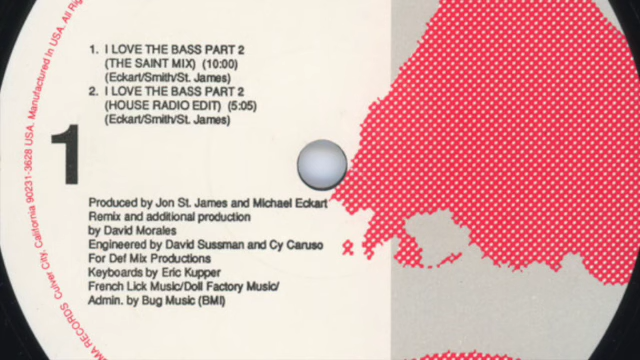 1. I LOVE THE BASS PART 2
(THE SAINT MIX) (10:00)
(Eckart/Smith/St. James)
2. I LOVE THE BASS PART 2
(HOUSE RADIO EDIT) (5:05)
(Eckart/Smith/St. James)
1
Produced by Jon St. James and Michael Eckart
Remix and additional production
by David Morales
Engineered by David Sussman and Cy Caruso
For Def Mix Productions
Keyboards by Eric Kupper
French Lick Music/Doll Factory Music/
Admin. by Bug Music (BMI)
MA RECORDS Culver City, California 90231-3628 USA. Manufactured In USA. All Rig